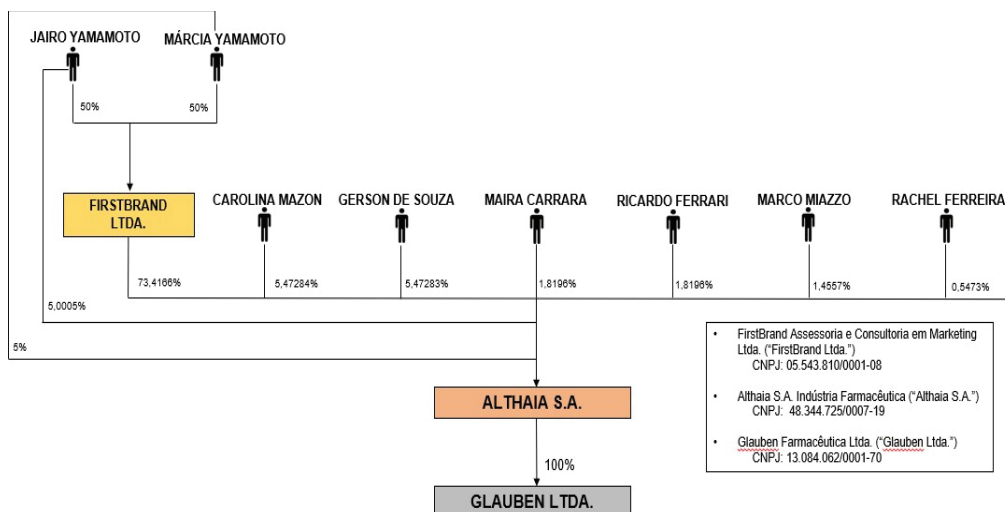 JAIRO YAMAMOTO
MÁRCIA YAMAMOTO
50%
50%
FIRSTBRAND
LTDA.
CAROLINA MAZON
GERSON DE SOUZA
MAIRA CARRARA
RICARDO FERRARI
MARCO MIAZZO
RACHEL FERREIRA
73,4166%
5,47284%
5,47283%
1,8196%
1,8196%
1,4557%
0,5473%
5,0005%
5%
• FirstBrand Assessoria e Consultoria em Marketing
Ltda. (“FirstBrand Ltda.”)
CNPJ: 05.543.810/0001-08
• Althaia S.A. Indústria Farmacêutica (“Althaia S.A.”)
CNPJ: 48.344.725/0007-19
• Glauben Farmacêutica Ltda. (“Glauben Ltda.”)
CNPJ: 13.084.062/0001-70
ALTHAIA S.A.
100%
GLAUBEN LTDA.